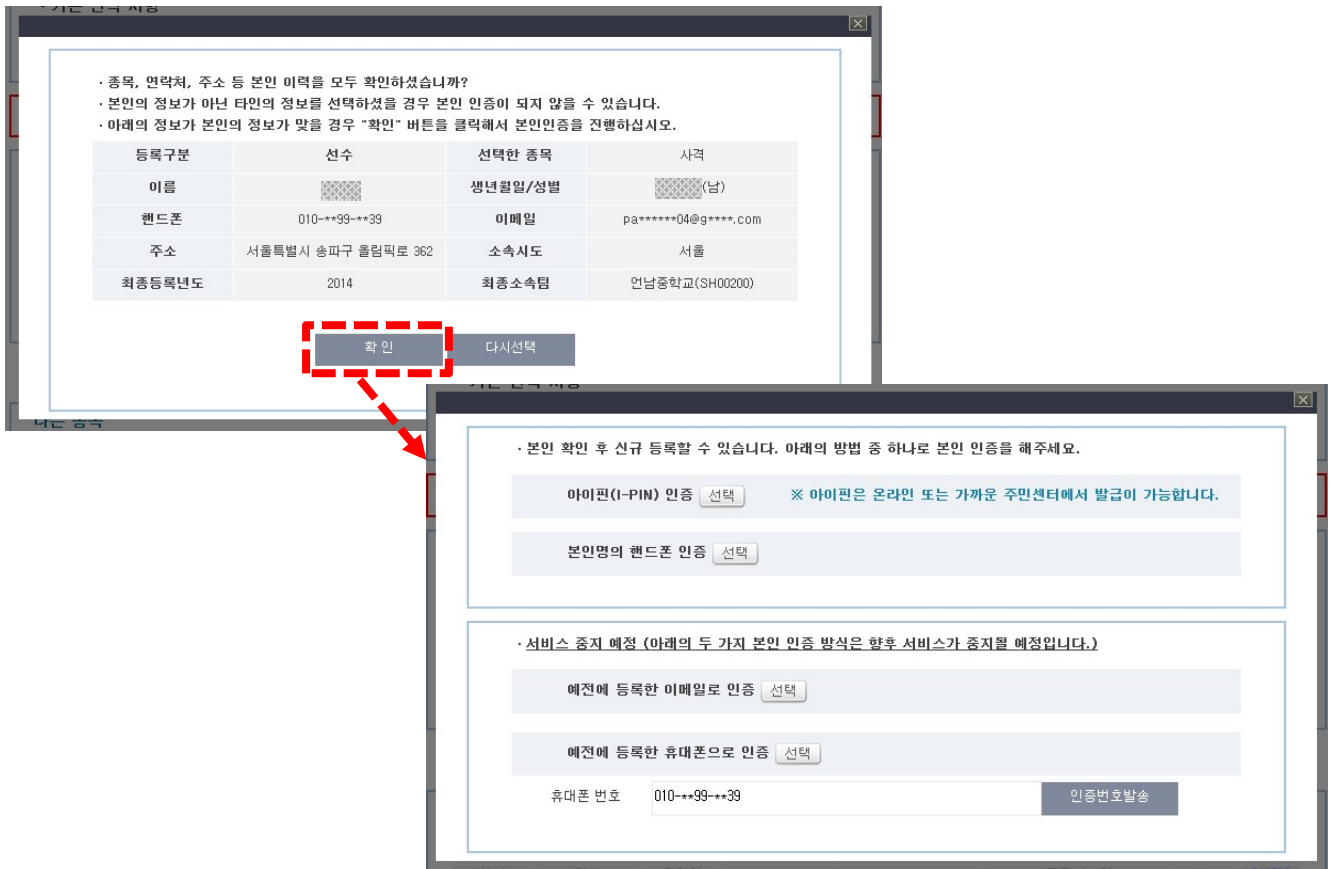 · 종목, 연락처, 주소 등 본인 이력을 모두 확인하셨습니까?
· 본인의 정보가 아닌 타인의 정보를 선택하셨을 경우 본인 인증이 되지 않을 수 있습니다.
· 아래의 정보가 본인의 정보가 맞을 경우 "확인" 버튼을 클릭해서 본인인증을 진행하십시오.
등록구분 선수 선택한 종목 사격
이름 생년월일/성별 (남)
핸드폰 010-**99-**39 이메일 pa******04@g****.com
주소 서울특별시 송파구 올림픽로 362 소속시도 서울
최종등록년도 2014 최종소속팀 언남중학교(SH00200)
확 인 다시선택
· 본인 확인 후 신규 등록할 수 있습니다. 아래의 방법 중 하나로 본인 인증을 해주세요.
아이핀(I-PIN) 인증 선택 ※ 아이핀은 온라인 또는 가까운 주민센터에서 발급이 가능합니다.
본인명의 핸드폰 인증 선택
· 서비스 중지 예정 (아래의 두 가지 본인 인증 방식은 향후 서비스가 중지될 예정입니다.)
예전에 등록한 이메일로 인증 선택
예전에 등록한 휴대폰으로 인증 선택
휴대폰 번호 010-**99-**39 인증번호발송